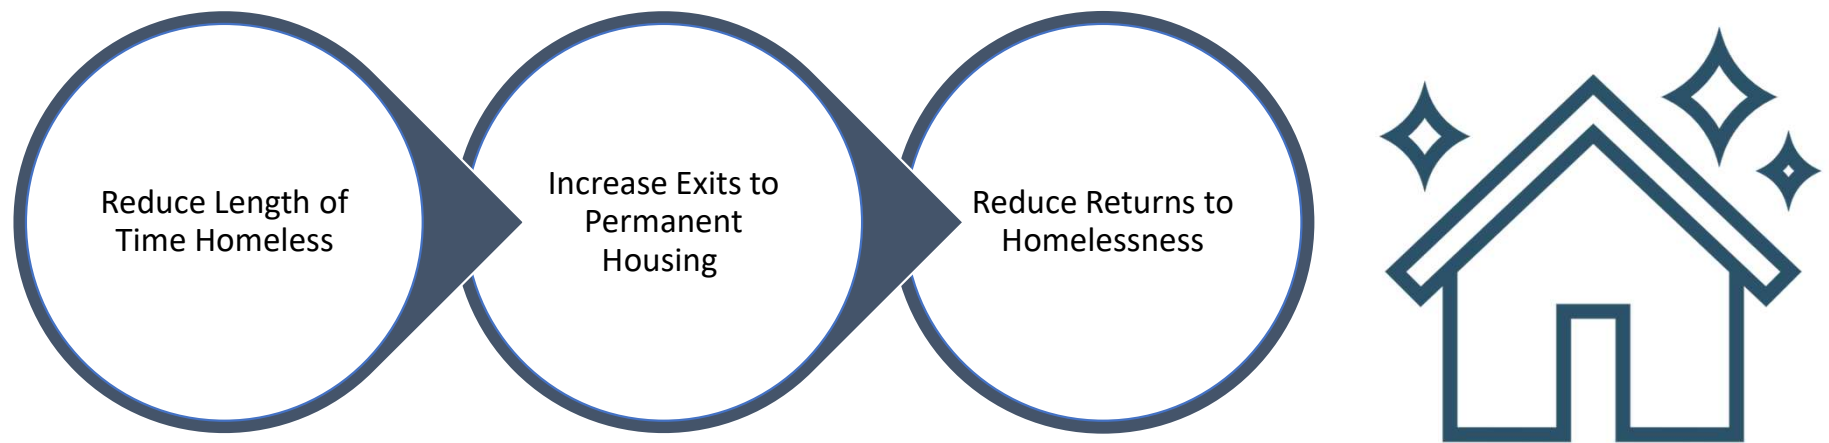 Reduce Length of
Time Homeless
Increase Exits to
Permanent
Housing
Reduce Returns to
Homelessness